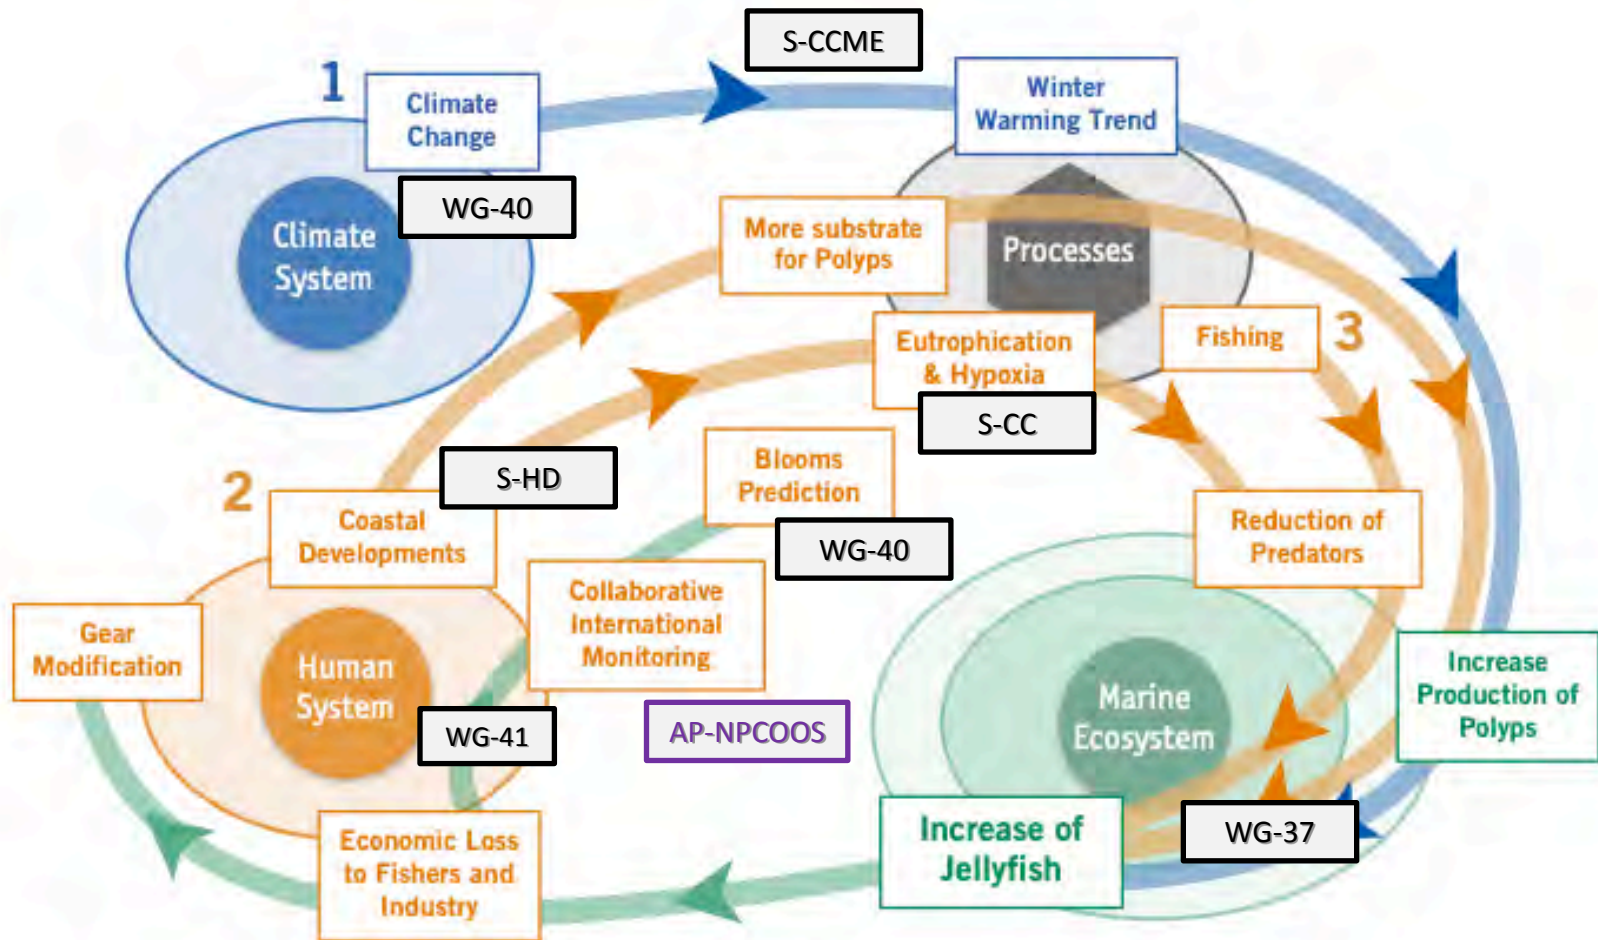 S-CCME
1
Climate
Change
Winter
Warming Trend
WG-40
Climate
System
More substrate
for Polyps
Processes
Eutrophication
& Hypoxia
Fishing
3
S-CC
Blooms
Prediction
S-HD
2
Coastal
Developments
WG-40
Reduction of
Predators
Collaborative
International
Monitoring
Gear
Modification
Human
System
WG-41
AP-NPCOOS
Marine
Ecosystem
Increase
Production of
Polyps
Economic Loss
to Fishers and
Industry
Increase of
Jellyfish
WG-37